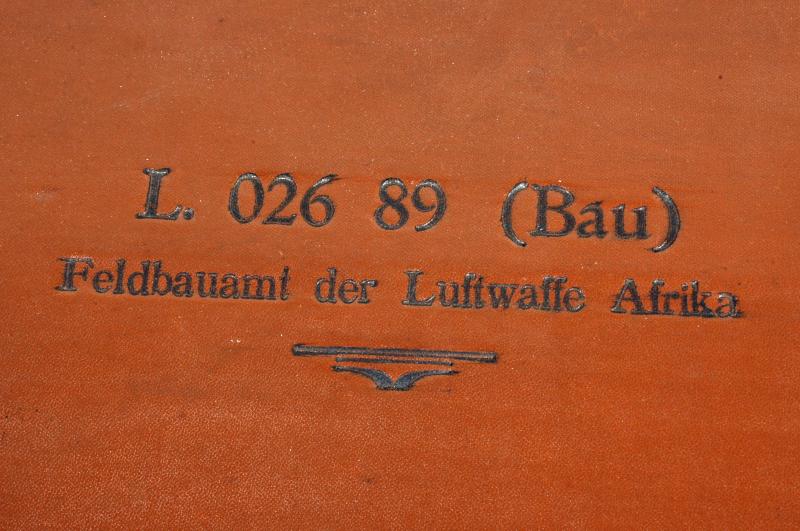 L. 026 89 (Bau)
Feldbauamt der Luftwaffe Afrika